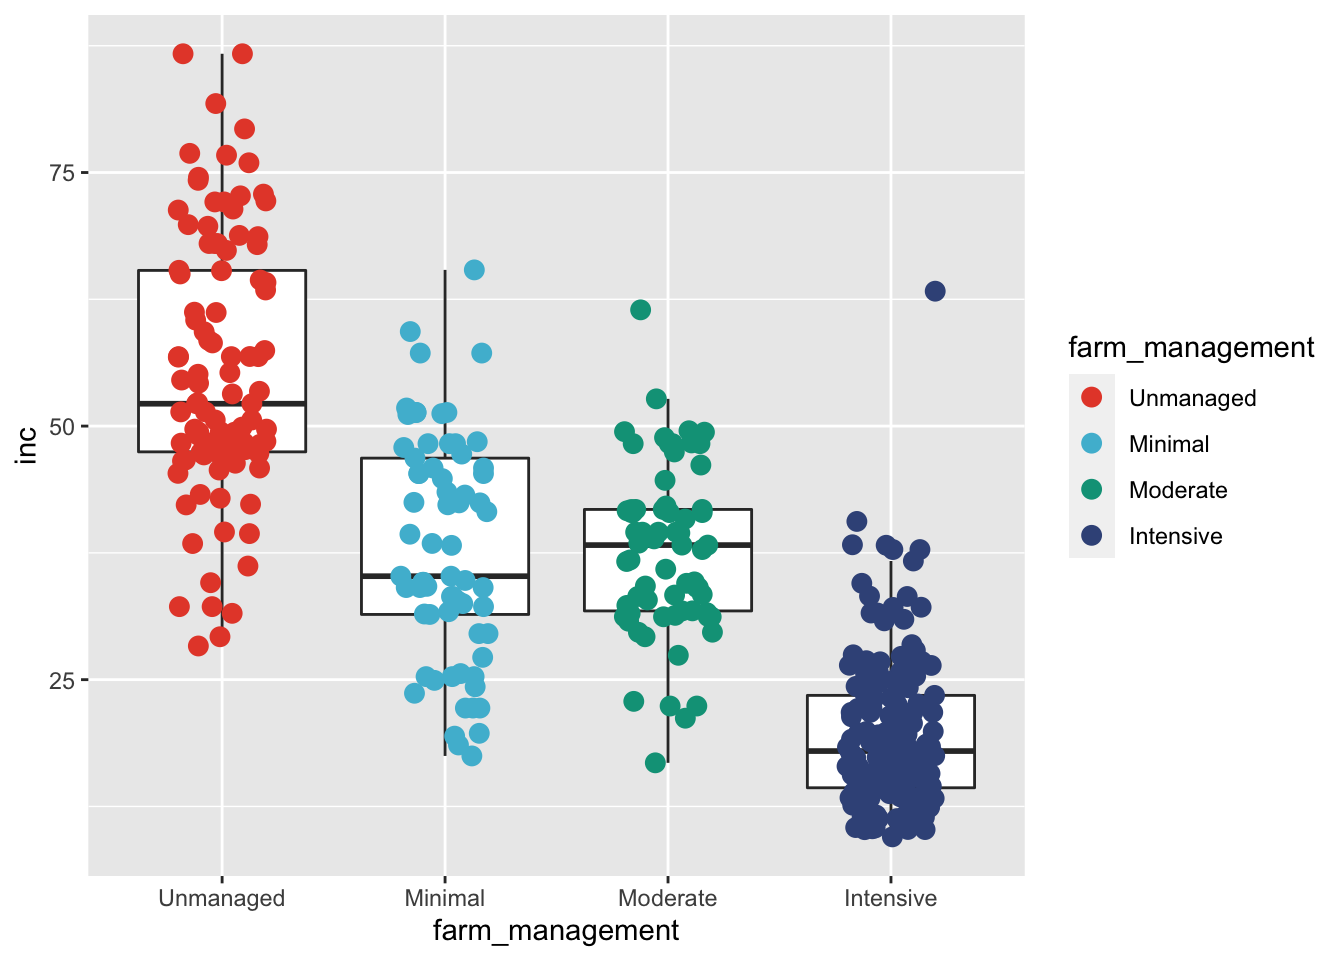 inc
75
50
25
Unmanaged
Minimal
Moderate
Intensive
farm_management
farm_management
Unmanaged
Minimal
Moderate
Intensive